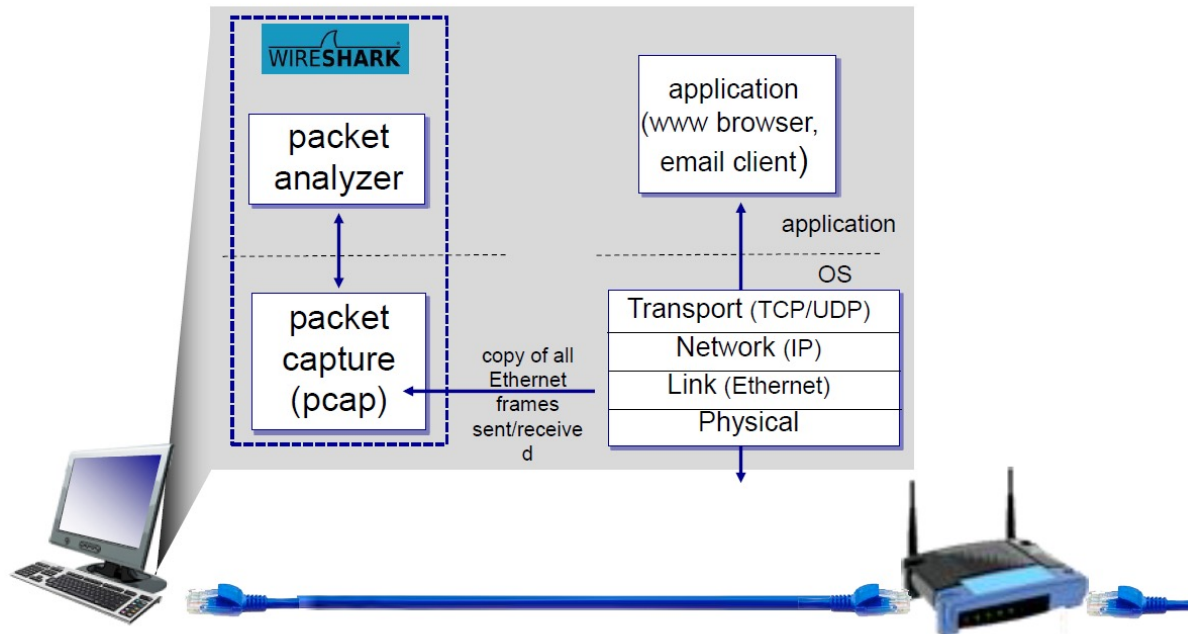 WIRESHARK
packet
analyzer
packet
capture
(pcap)
copy of all
Ethernet
frames
sent/receive
d
application
(www browser,
email client)
application
OS
Transport (TCP/UDP)
Network (IP)
Link (Ethernet)
Physical